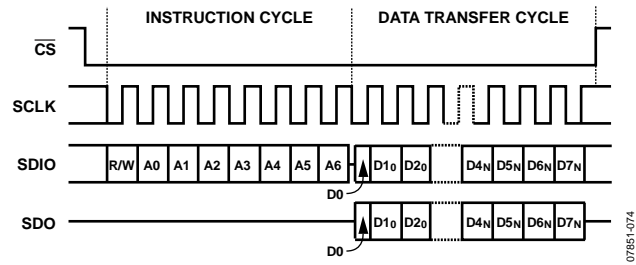 INSTRUCTION CYCLE DATA TRANSFER CYCLE
CS
SCLK
SDIO R/W A0 A1 A2 A3 A4 A5 A6 D10 D20 D4N D5N D6N D7N
D0
SDO D10 D20 D4N D5N D6N D7N
D0
07851-074